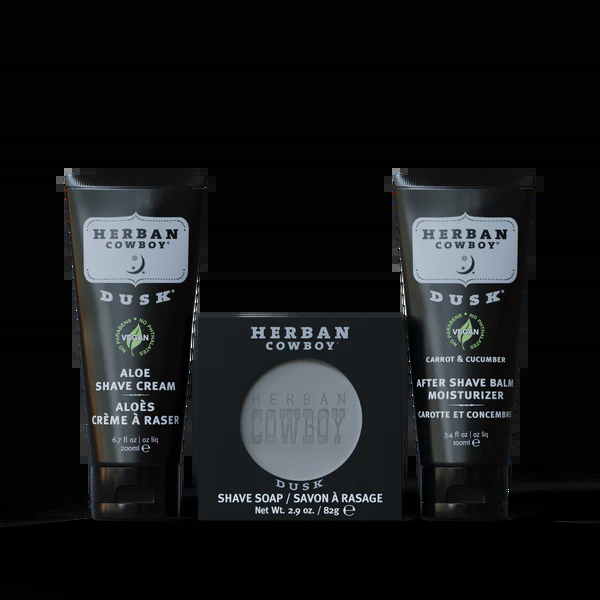 HERBAN
COWBOY®
DUSK®
NO PARABENS • NO PHTHALATES
VEGAN
ALOE
SHAVE CREAM
ALOÈS
CRÈME À RASER
6.7 fl oz | oz liq
200ml e
HERBAN
COWBOY®
HERBAN
COWBOY
DUSK
SHAVE SOAP / SAVON À RASAGE
Net Wt. 2.9 oz. / 82g e
HERBAN
COWBOY®
DUSK®
NO PARABENS • NO PHTHALATES
VEGAN
CARROT & CUCUMBER
AFTER SHAVE BALM
MOISTURIZER
CAROTTE ET CONCOMBRE
3.4 fl oz | oz liq
100ml e